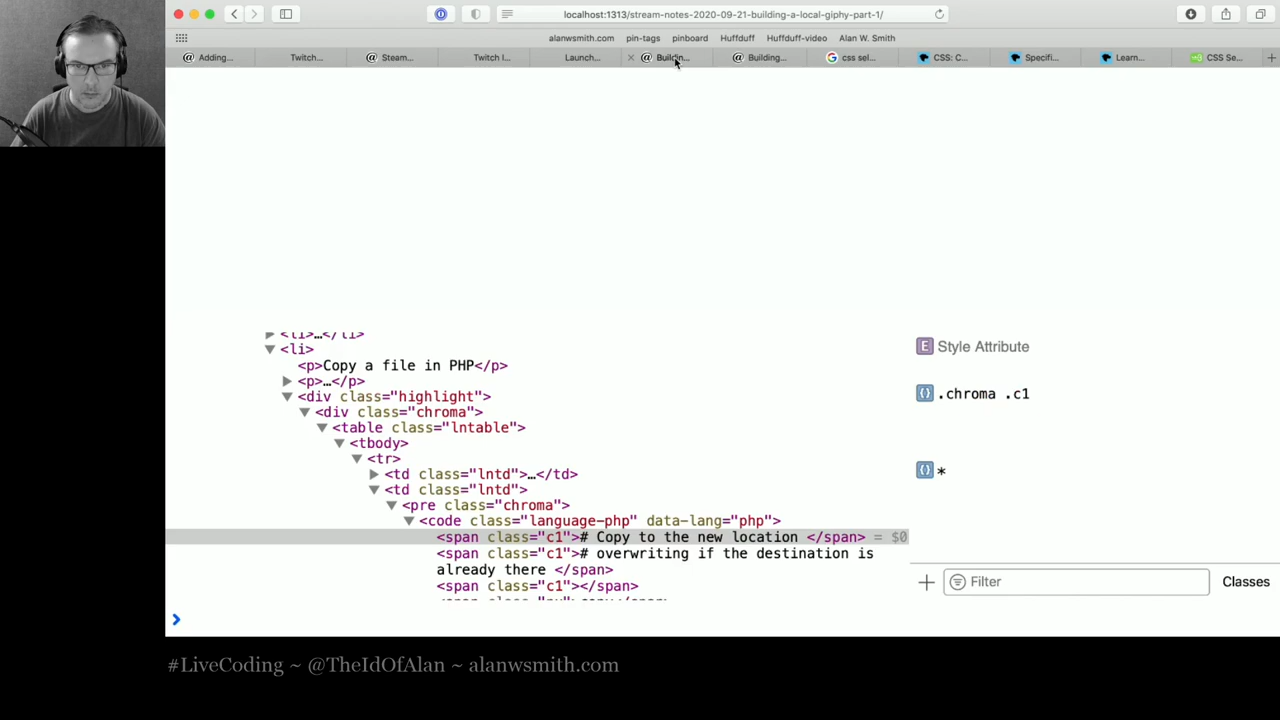 localhost:1313/stream-notes-2020-09-21-building-a-local-giphy-part-1/
alanwsmith.com pin-tags pinboard Huffduff Huffduff-video Alan W. Smith
@ Adding... Twitch... @ Steam... Twitch I... Launch... @ Buildin... @ Building... G css sel... CSS: C... Specifi... Learn... CSS Se...
<li>…</li>
<li>
<p>Copy a file in PHP</p>
<p>…</p>
<div class="highlight">
<div class="chroma">
<table class="lntable">
<tbody>
<tr>
<td class="lntd">…</td>
<td class="lntd">
<pre class="chroma">
<code class="language-php" data-lang="php">
<span class="c1"># Copy to the new location </span> = $0
<span class="c1"># overwriting if the destination is
already there </span>
<span class="c1"></span>
E Style Attribute
{} .chroma .c1
{} *
+ Filter Classes
>
#LiveCoding ~ @TheIdOfAlan ~ alanwsmith.com